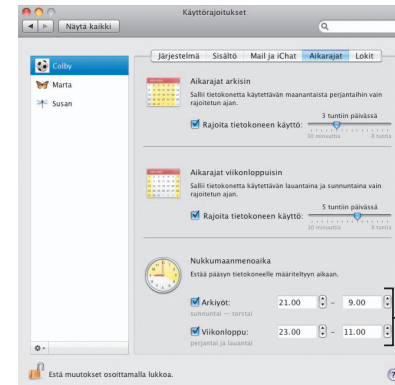 Käyttörajoitukset
Näytä kaikki
Järjestelmä Sisältö Mail ja iChat Aikarajat Lokit
Colby
Marta
Susan
Aikarajat arkisin
Sallii tietokonetta käytettävän maanantaista perjantaihin vain
rajoitetun ajan.
3 tuntiin päivässä
Rajoita tietokoneen käyttö:
30 minuuttia 8 tuntia
Aikarajat viikonloppuisin
Sallii tietokonetta käytettävän lauantaina ja sunnuntaina vain
rajoitetun ajan.
5 tuntiin päivässä
Rajoita tietokoneen käyttö:
30 minuuttia 8 tuntia
Nukkumaanmenoaika
Estää pääsyn tietokoneelle määriteltyyn aikaan.
Arkiyöt: 21.00 – 9.00
sunnuntai — torstai
Viikonloppu: 23.00 – 11.00
perjantai ja lauantai
Estä muutokset osoittamalla lukkoa.
?